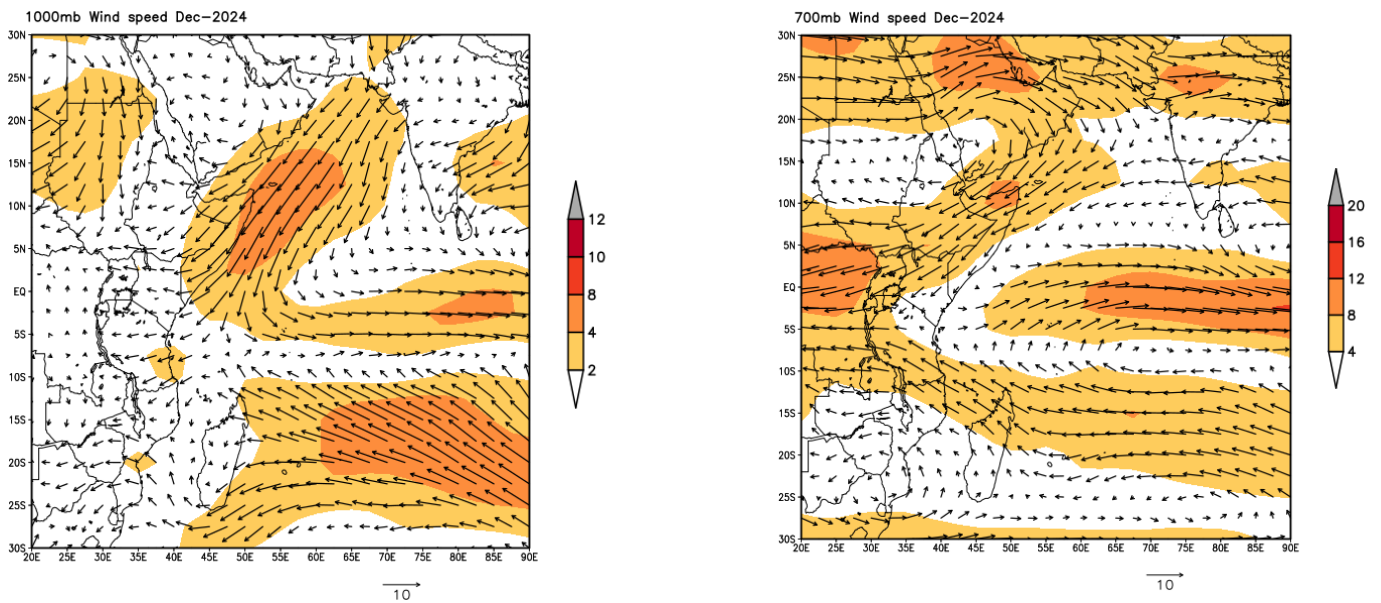 1000mb Wind speed Dec-2024
30N
25N
20N
15N
10N
5N
EQ
5S
10S
15S
20S
25S
30S
20E 25E 30E 35E 40E 45E 50E 55E 60E 65E 70E 75E 80E 85E 90E
10
12
10
8
4
2
700mb Wind speed Dec-2024
30N
25N
20N
15N
10N
5N
EQ
5S
10S
15S
20S
25S
30S
20E 25E 30E 35E 40E 45E 50E 55E 60E 65E 70E 75E 80E 85E 90E
10
20
16
12
8
4